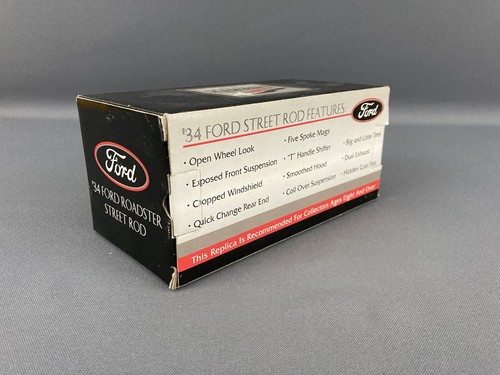 '34 FORD STREET ROD FEATURES:
Ford
• Open Wheel Look
• Exposed Front Suspension
• Chopped Windshield
• Quick Change Rear End
• Five Spoke Mags
• "T" Handle Shifter
• Smoothed Hood
• Coil Over Suspension
• Big and Little Tires
• Dual Exhaust
• Hidden Coin Slot
This Replica Is Recommended For Collectors Ages Eight And Over
Ford
'34 FORD ROADSTER
STREET ROD